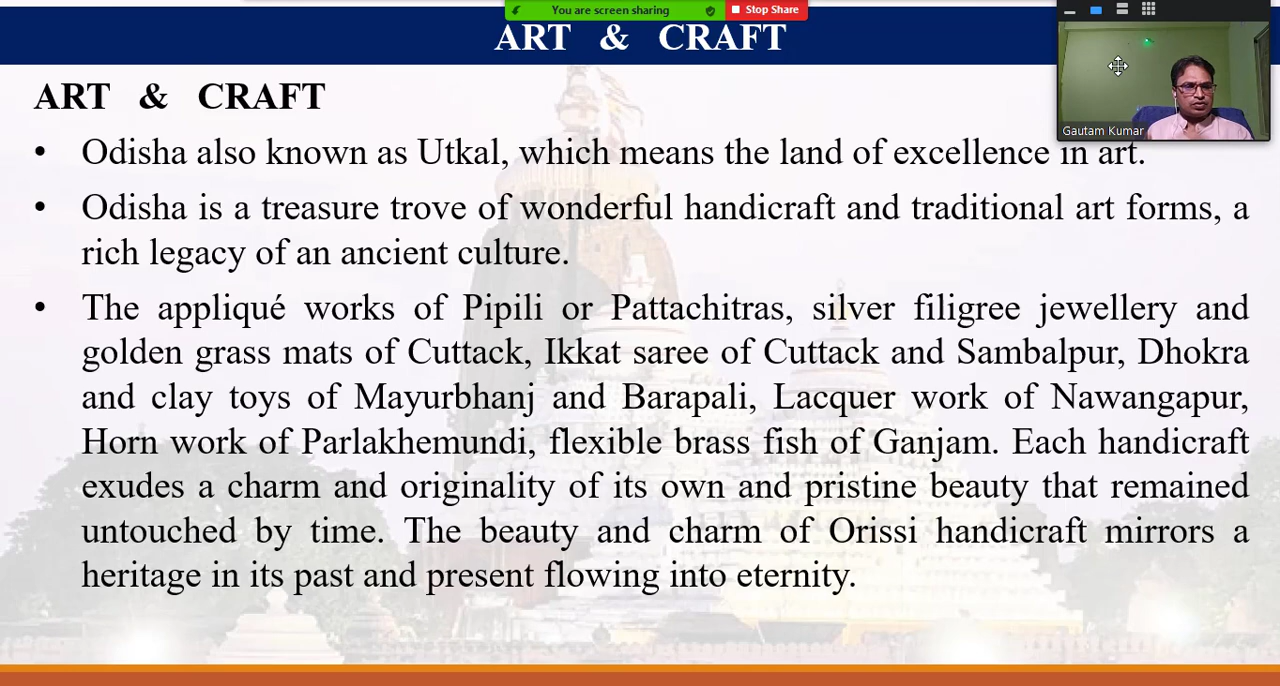 You are screen sharing
Stop Share
ART & CRAFT
Gautam Kumar
ART & CRAFT
• Odisha also known as Utkal, which means the land of excellence in art.
• Odisha is a treasure trove of wonderful handicraft and traditional art forms, a
rich legacy of an ancient culture.
• The appliqué works of Pipili or Pattachitras, silver filigree jewellery and
golden grass mats of Cuttack, Ikkat saree of Cuttack and Sambalpur, Dhokra
and clay toys of Mayurbhanj and Barapali, Lacquer work of Nawangapur,
Horn work of Parlakhemundi, flexible brass fish of Ganjam. Each handicraft
exudes a charm and originality of its own and pristine beauty that remained
untouched by time. The beauty and charm of Orissi handicraft mirrors a
heritage in its past and present flowing into eternity.